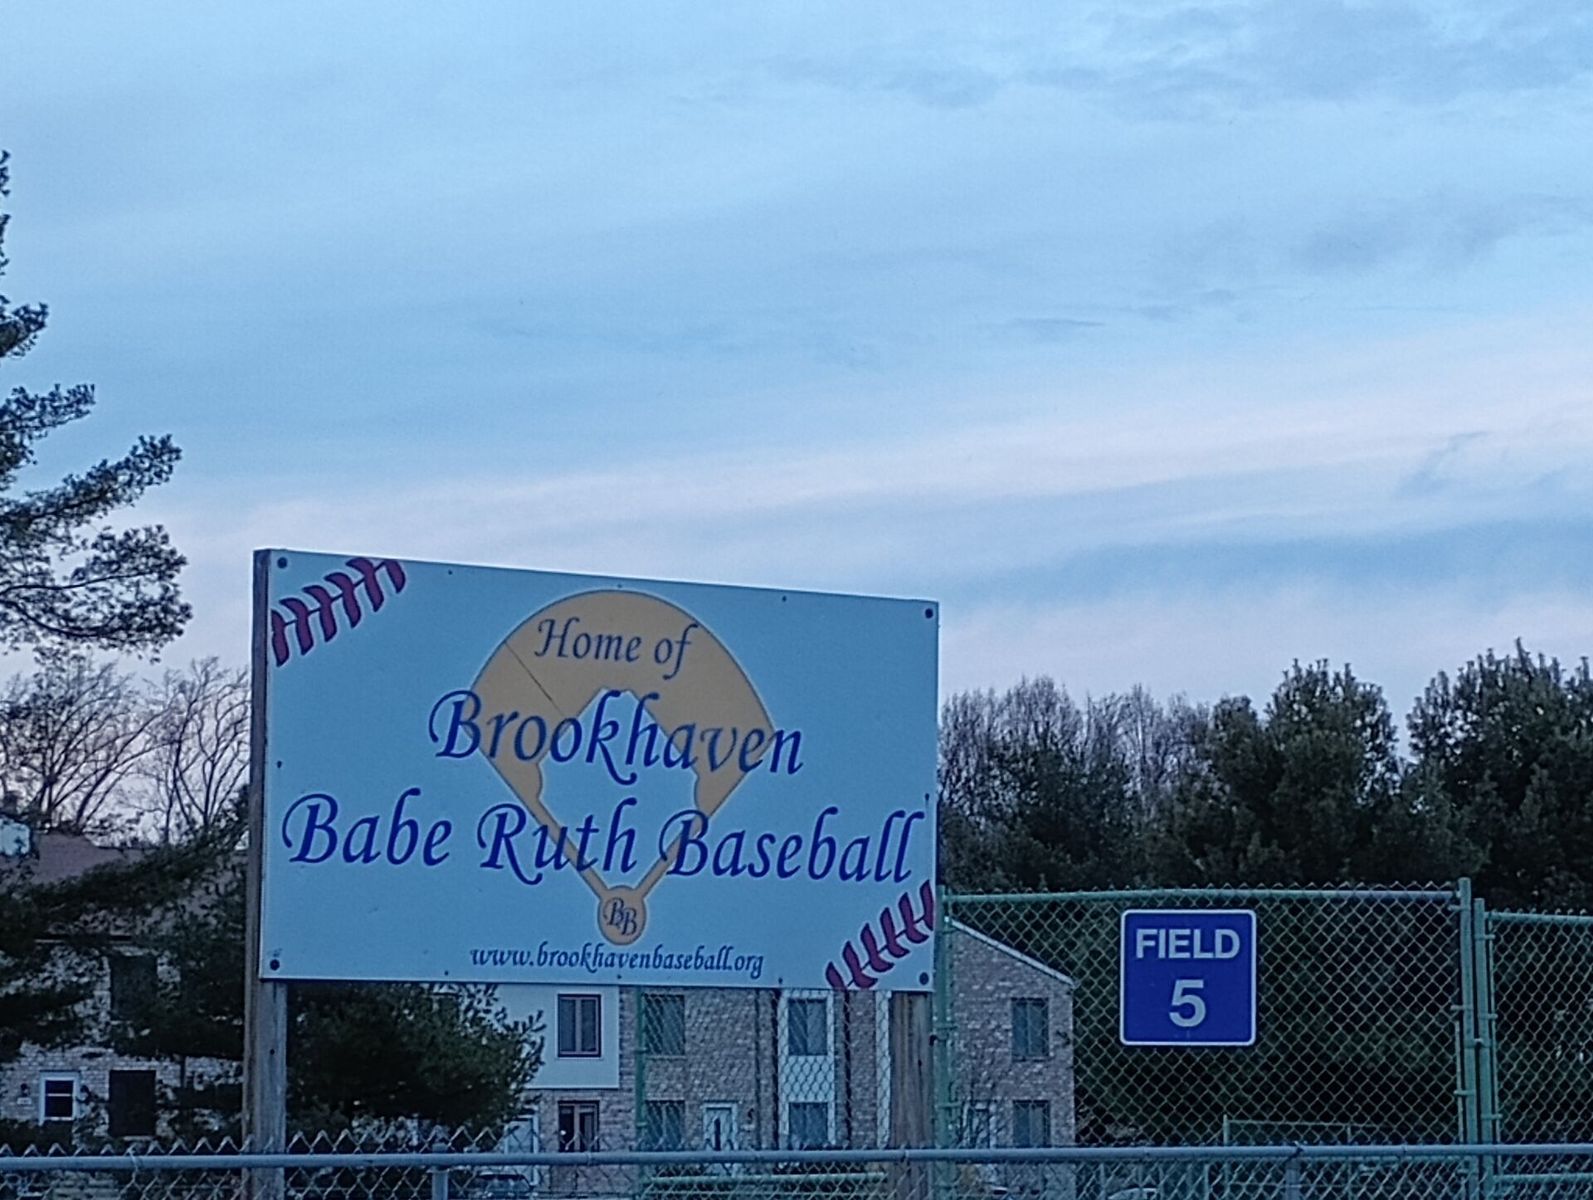 Home of
Brookhaven
Babe Ruth Baseball
BB
www.brookhavenbaseball.org
FIELD
5